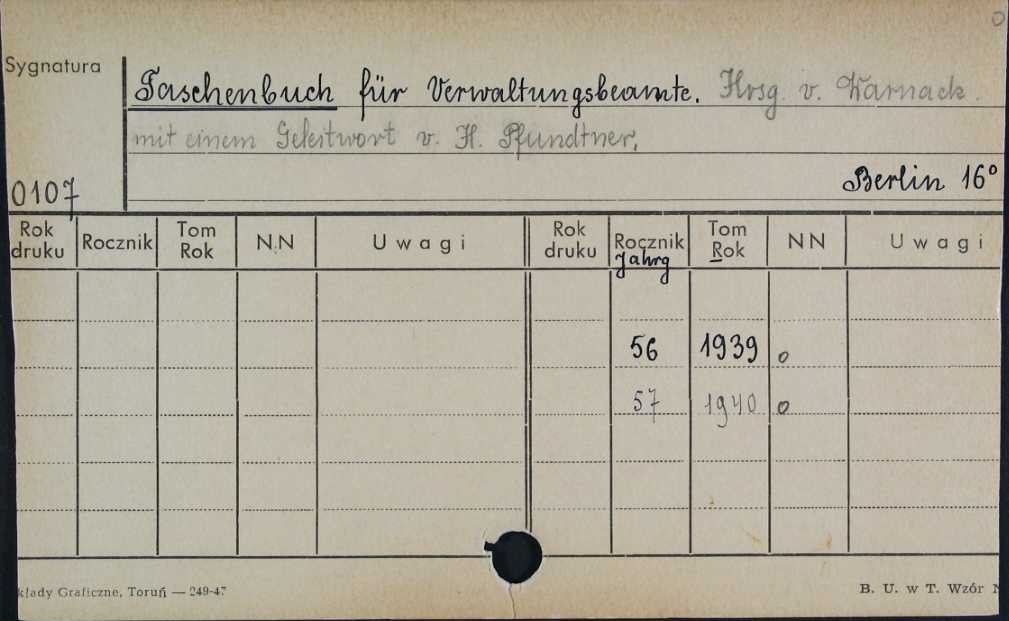 Sygnatura
Taschenbuch für Verwaltungsbeamte. Hrsg. v. Warnack.
mit einem Geleitwort v. H. Pfundtner.
Berlin 16°
0107
Rok druku Rocznik Tom Rok N.N Uwagi Rok druku Rocznik Jahrg Tom Rok NN Uwagi
56 1939 o
57 1940 o
kłady Graficzne, Toruń — 249-47
B. U. w T. Wzór N